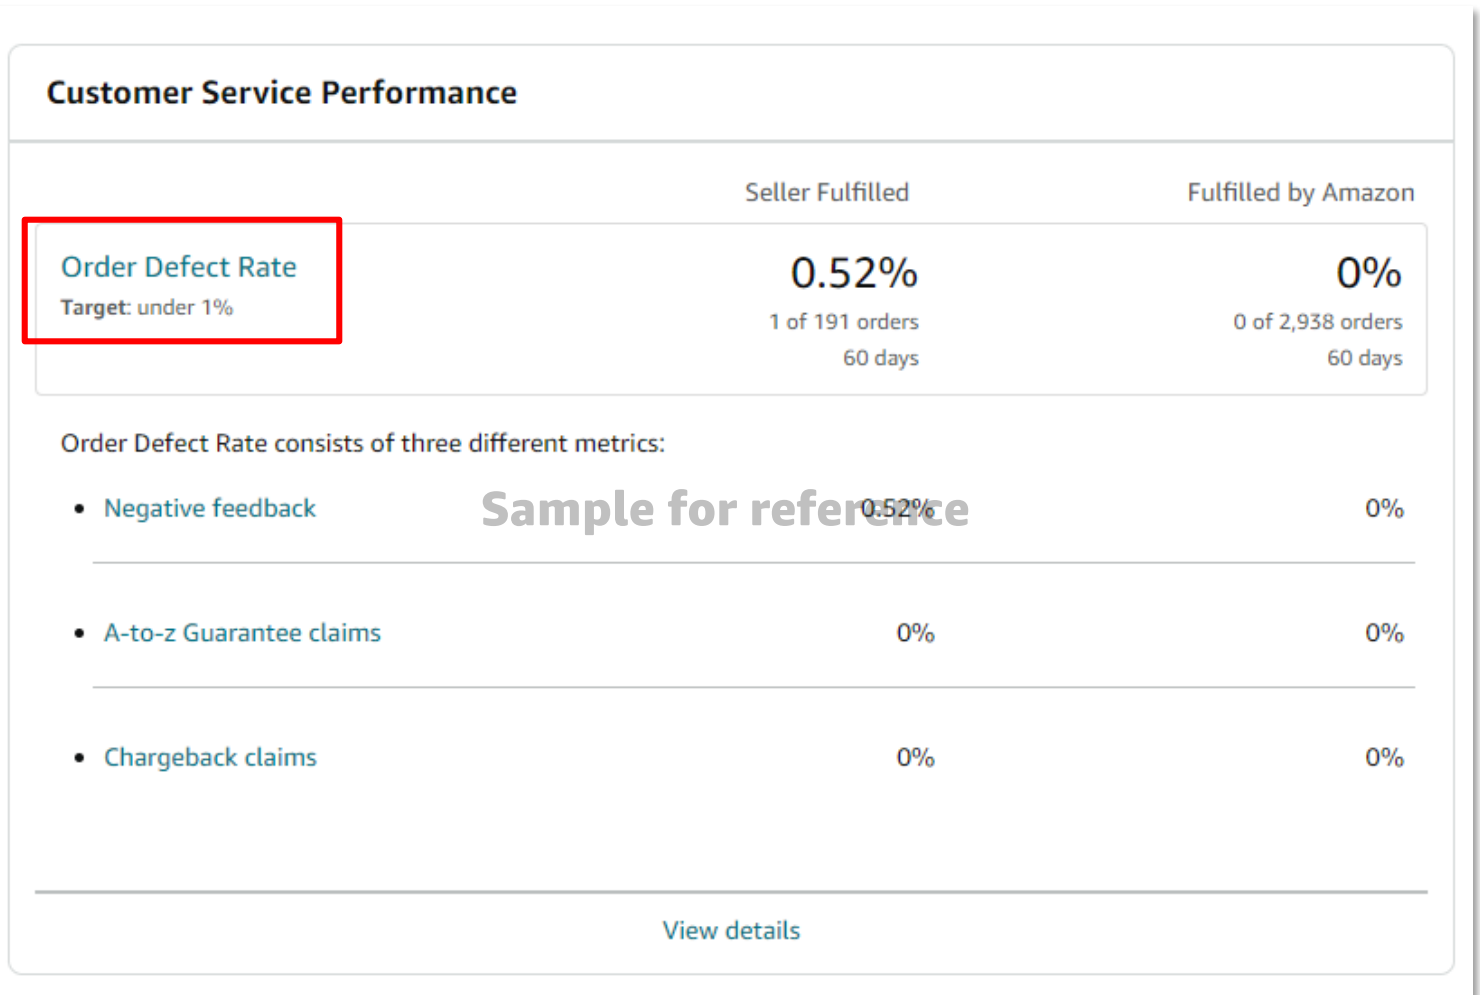 Customer Service Performance
Seller Fulfilled Fulfilled by Amazon
Order Defect Rate 0.52% 0%
Target: under 1%
1 of 191 orders 0 of 2,938 orders
60 days 60 days
Order Defect Rate consists of three different metrics:
• Negative feedback 0.52% 0%
Sample for reference
• A-to-z Guarantee claims 0% 0%
• Chargeback claims 0% 0%
View details